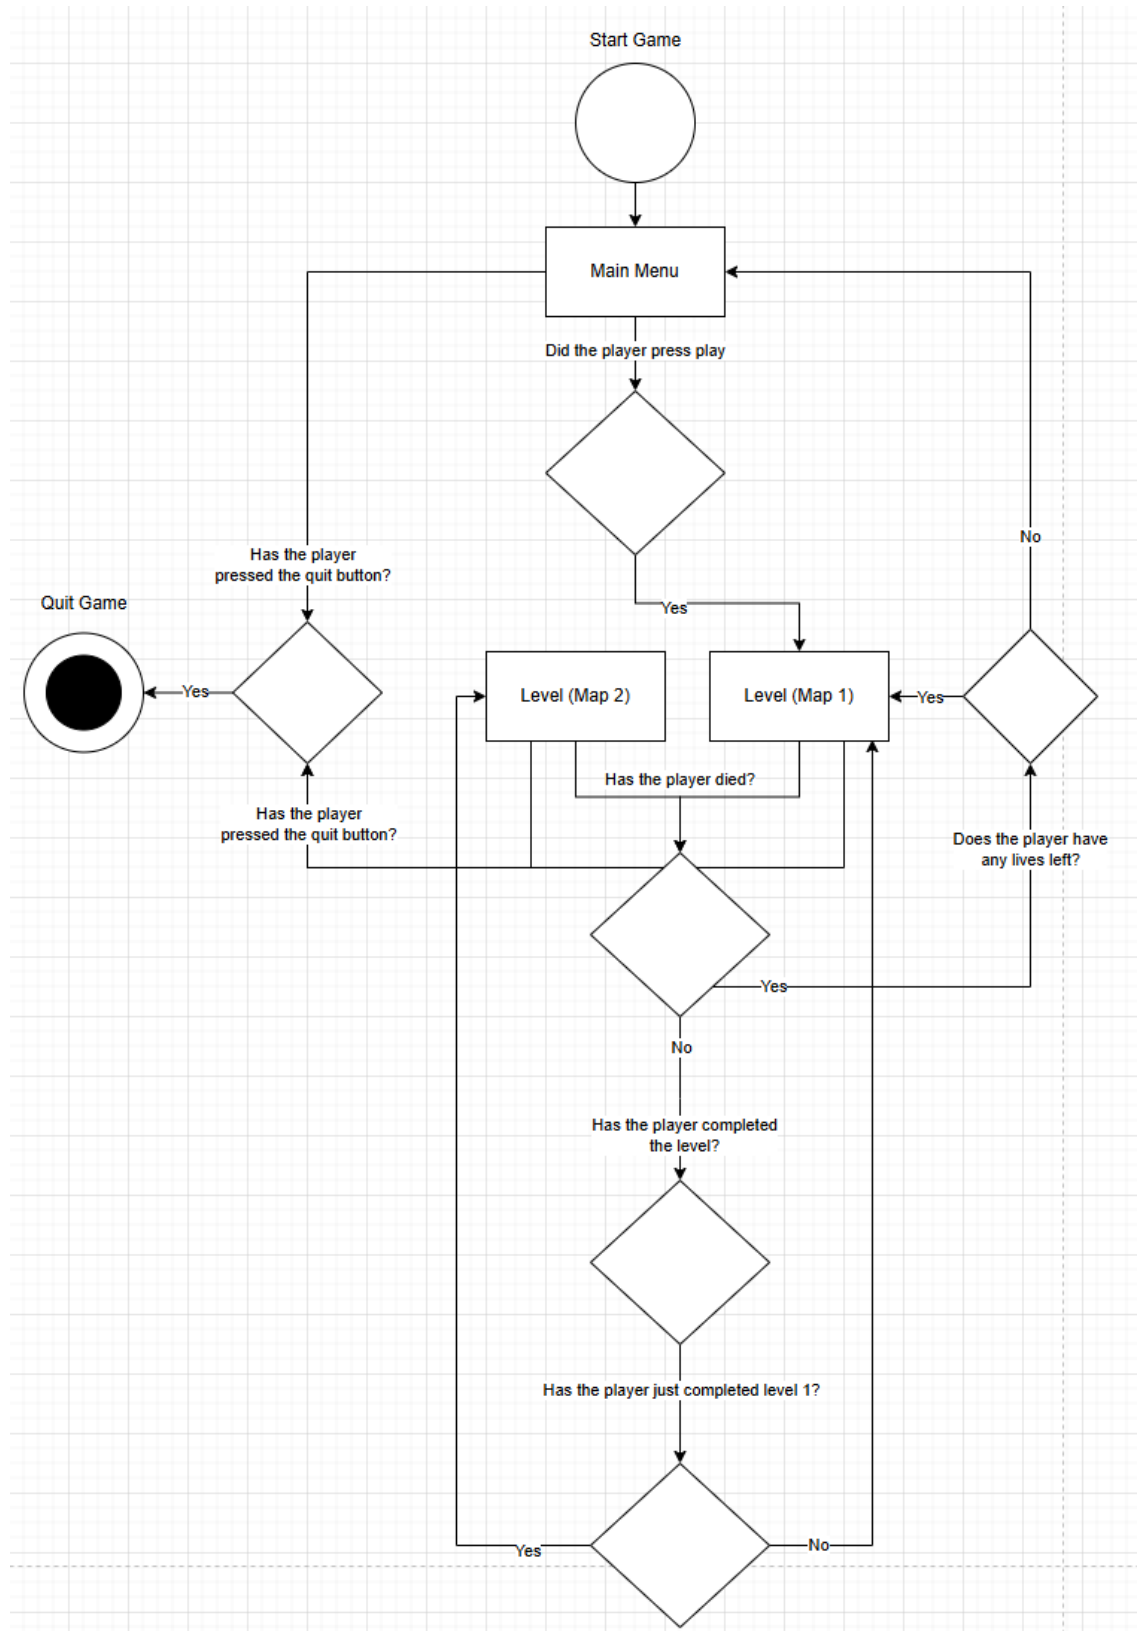 Start Game
Main Menu
Did the player press play
No
Has the player
pressed the quit button?
Quit Game
Yes
Yes
Level (Map 2)
Level (Map 1)
Yes
Has the player died?
Has the player
pressed the quit button?
Does the player have
any lives left?
Yes
No
Has the player completed
the level?
Has the player just completed level 1?
Yes
No